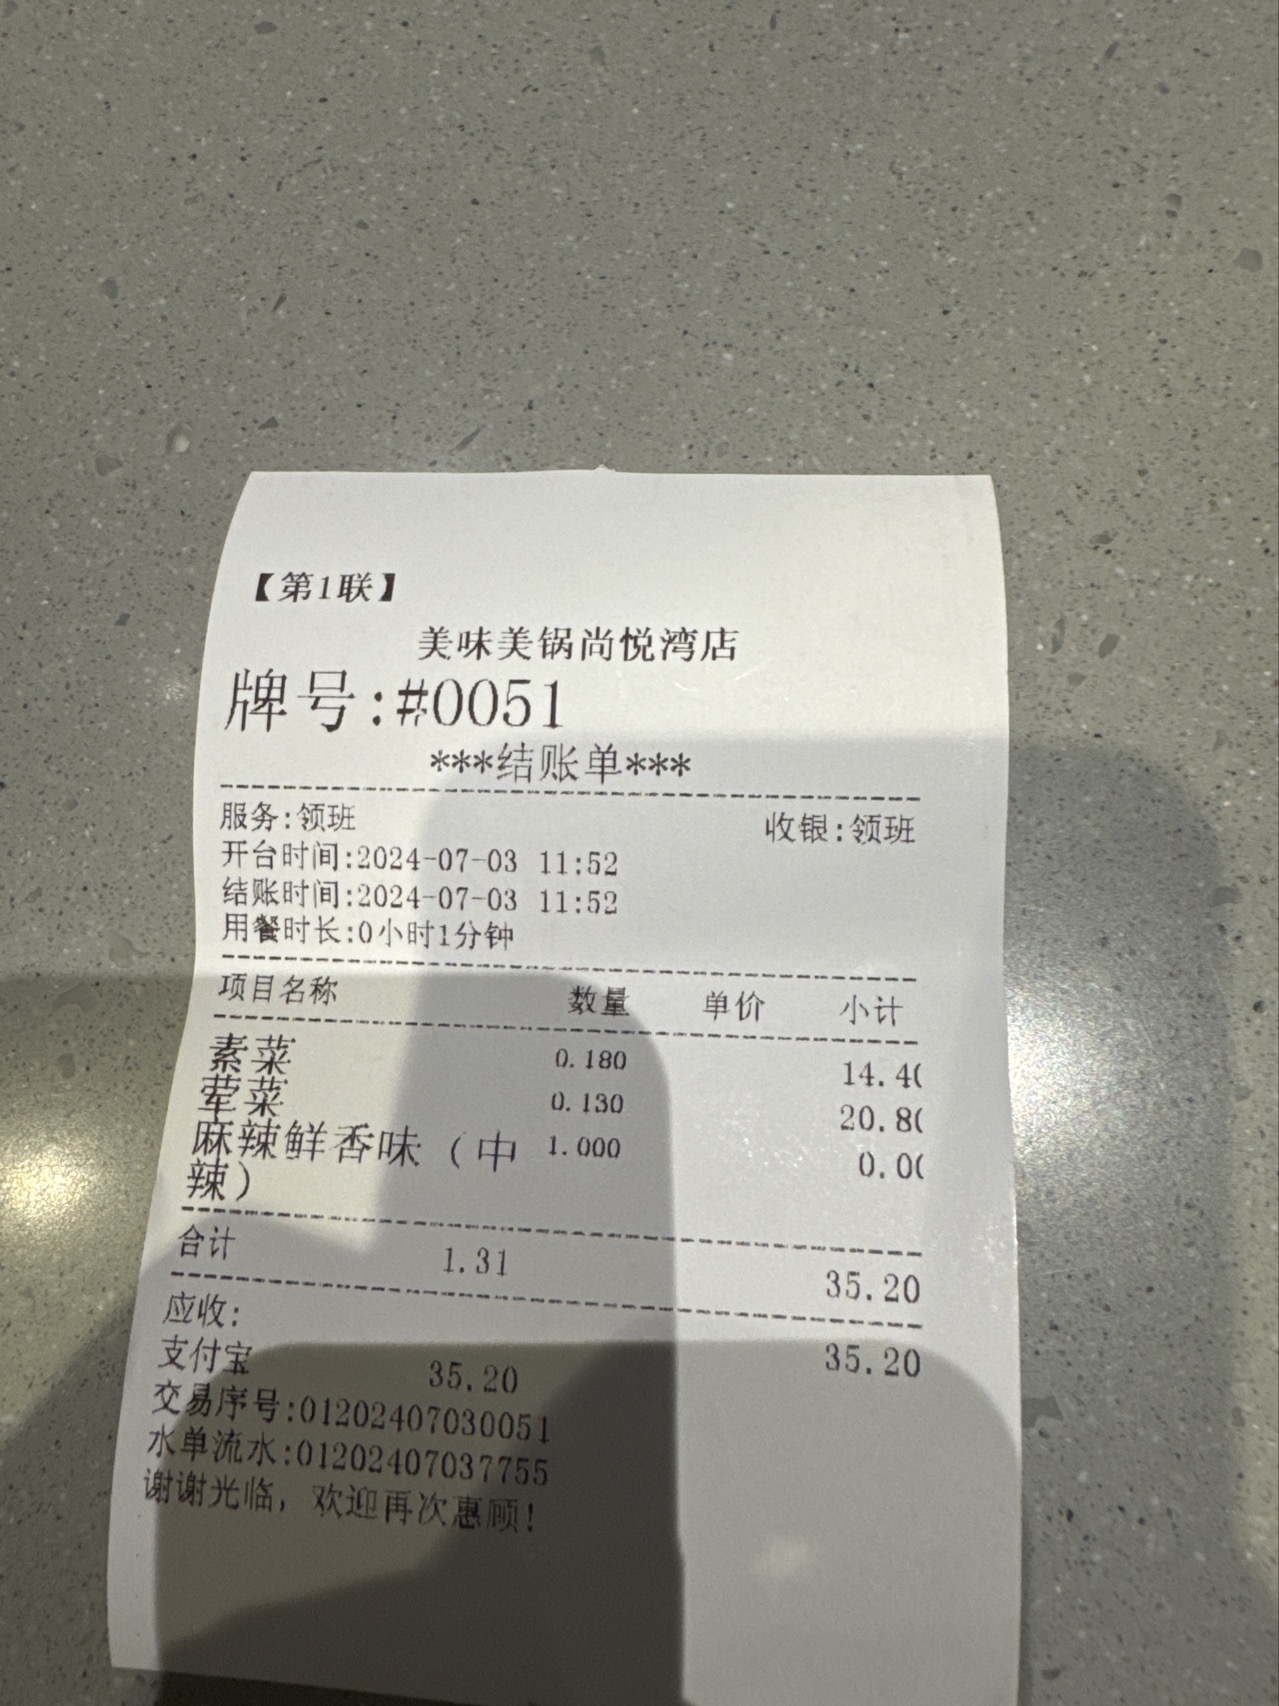 【第1联】
美味美锅尚悦湾店
牌号:#0051
***结账单***
服务:领班 收银:领班
开台时间:2024-07-03 11:52
结账时间:2024-07-03 11:52
用餐时长:0小时1分钟
项目名称 数量 单价 小计
素菜 0.180 14.40
荤菜 0.130 20.80
麻辣鲜香味（中 1.000 0.00
辣）
合计 1.31 35.20
应收: 35.20
支付宝 35.20
交易序号:01202407030051
水单流水:01202407037755
谢谢光临, 欢迎再次惠顾!